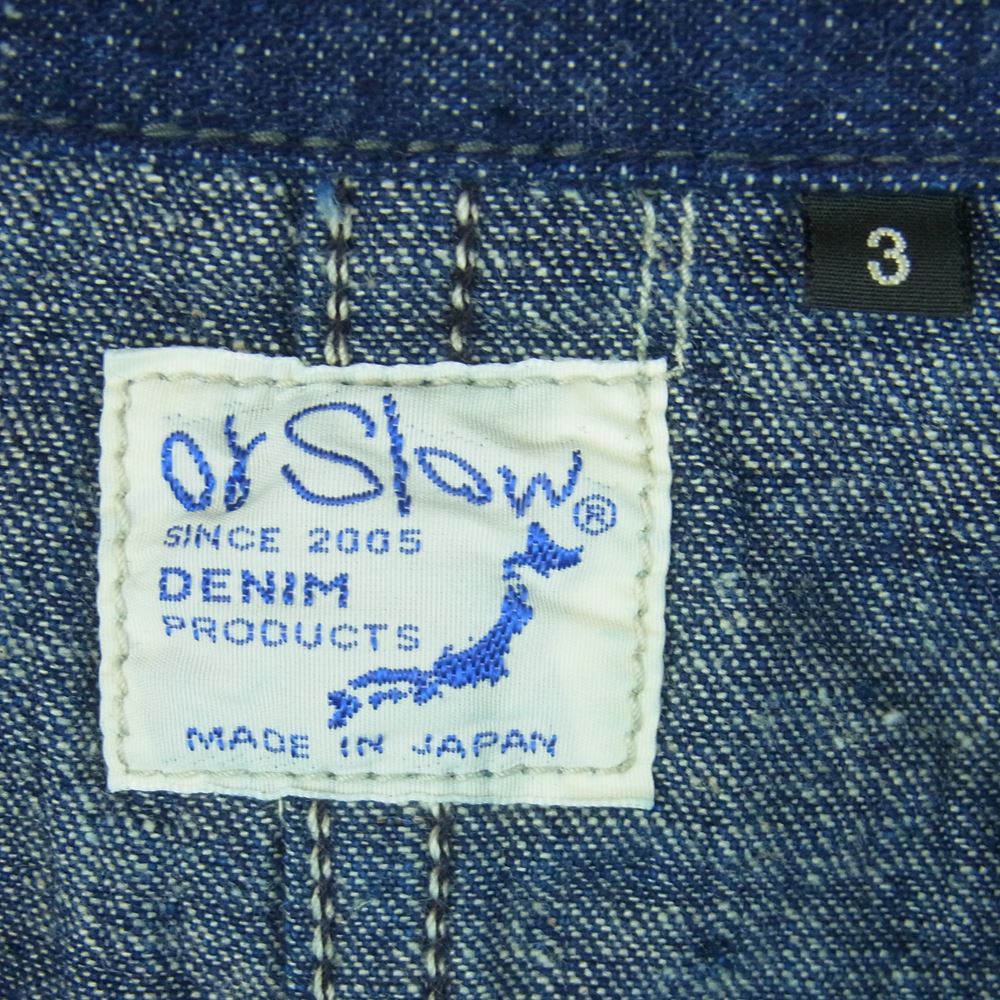 3
orSlow®
SINCE 2005
DENIM
PRODUCTS
MADE IN JAPAN